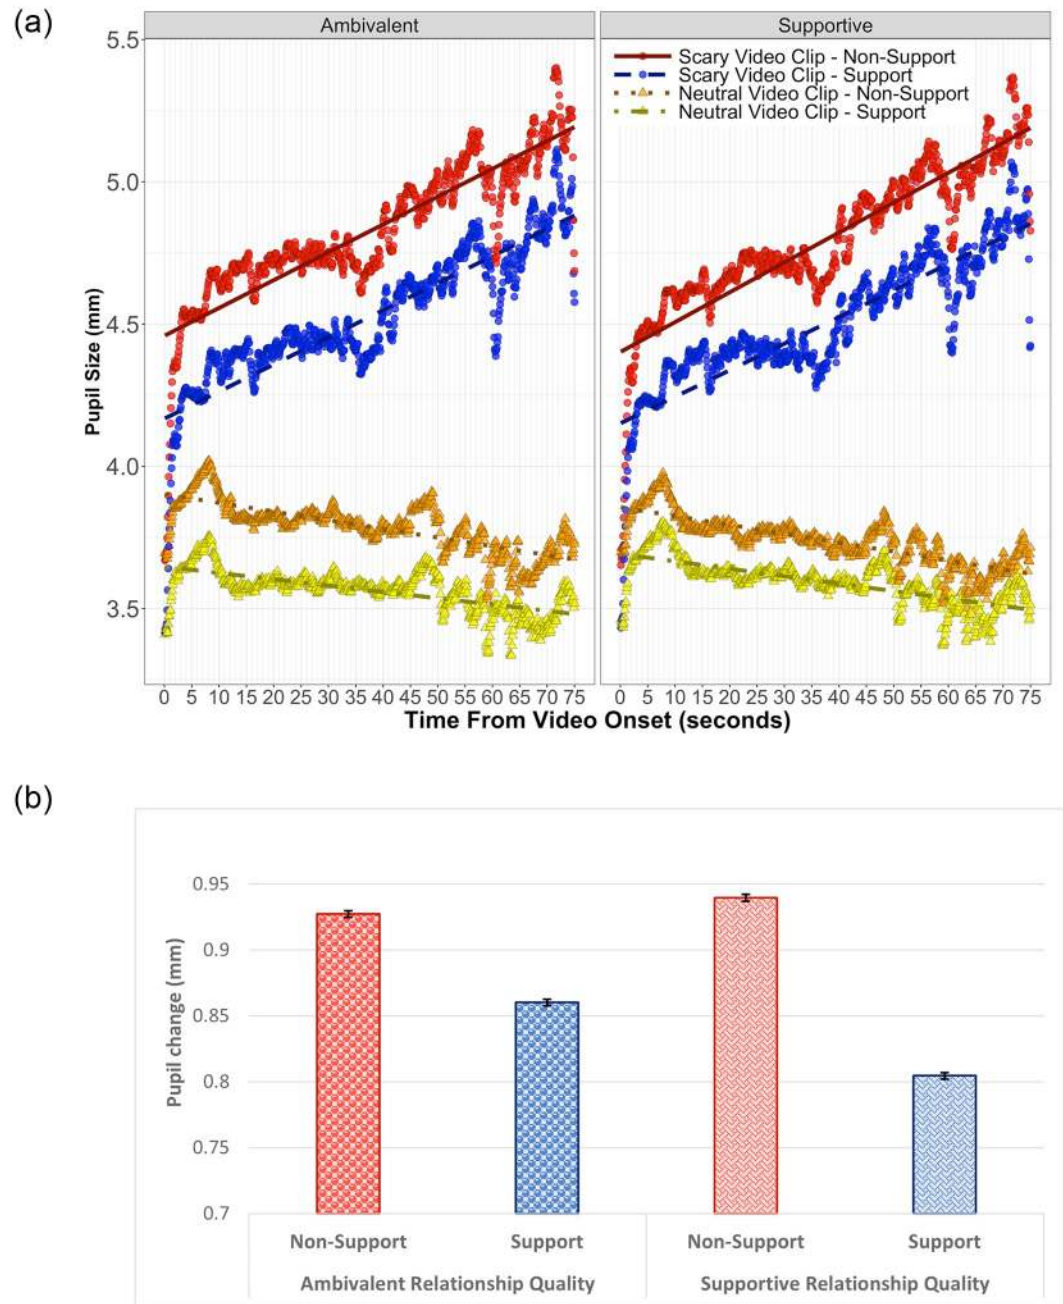 (a)
Ambivalent
Supportive
5.5
5.0
4.5
4.0
3.5
Pupil Size (mm)
Scary Video Clip - Non-Support
Scary Video Clip - Support
Neutral Video Clip - Non-Support
Neutral Video Clip - Support
0 5 10 15 20 25 30 35 40 45 50 55 60 65 70 75
0 5 10 15 20 25 30 35 40 45 50 55 60 65 70 75
Time From Video Onset (seconds)
(b)
0.95
0.9
0.85
0.8
0.75
0.7
Pupil change (mm)
Non-Support
Support
Non-Support
Support
Ambivalent Relationship Quality
Supportive Relationship Quality